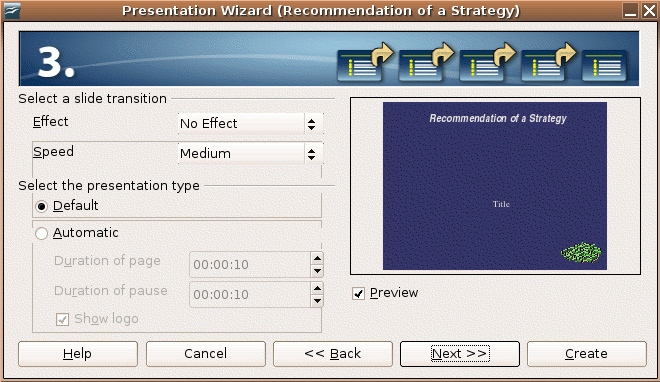 Presentation Wizard (Recommendation of a Strategy)
3.
Select a slide transition
Effect
No Effect
Speed
Medium
Select the presentation type
Default
Automatic
Duration of page
00:00:10
Duration of pause
00:00:10
Show logo
Recommendation of a Strategy
Title
Preview
Help
Cancel
<< Back
Next >>
Create